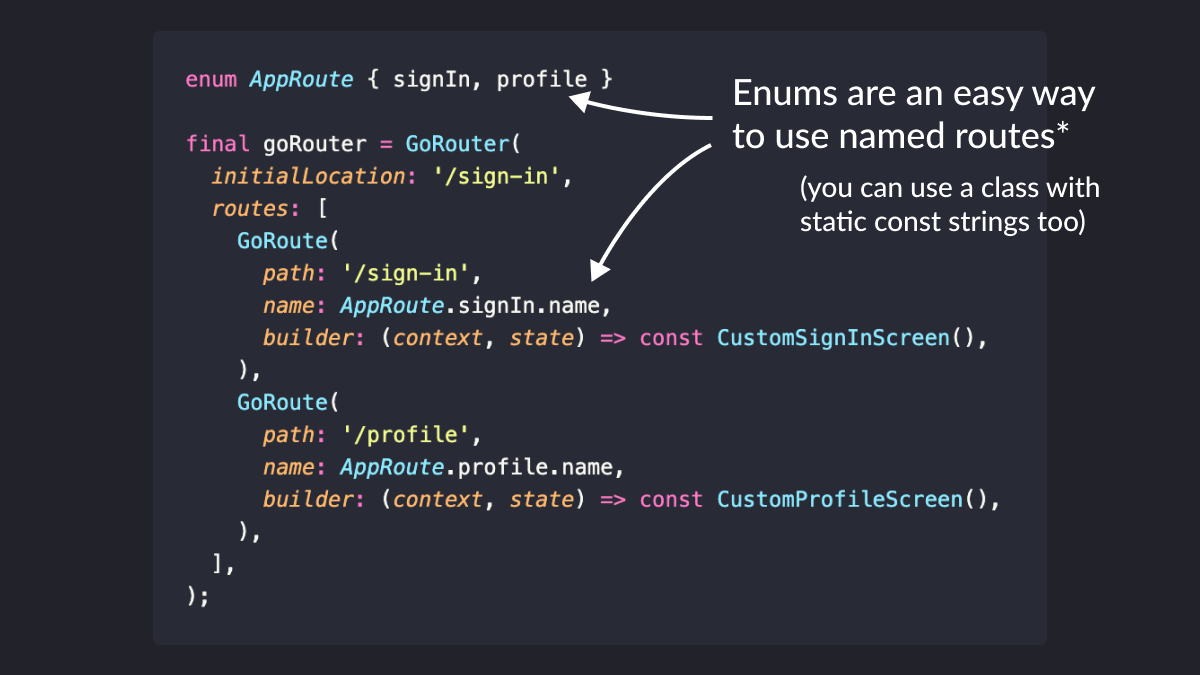 enum AppRoute { signIn, profile }
Enums are an easy way
to use named routes*
(you can use a class with
static const strings too)
final goRouter = GoRouter(
  initialLocation: '/sign-in',
  routes: [
    GoRoute(
      path: '/sign-in',
      name: AppRoute.signIn.name,
      builder: (context, state) => const CustomSignInScreen(),
    ),
    GoRoute(
      path: '/profile',
      name: AppRoute.profile.name,
      builder: (context, state) => const CustomProfileScreen(),
    ),
  ],
);